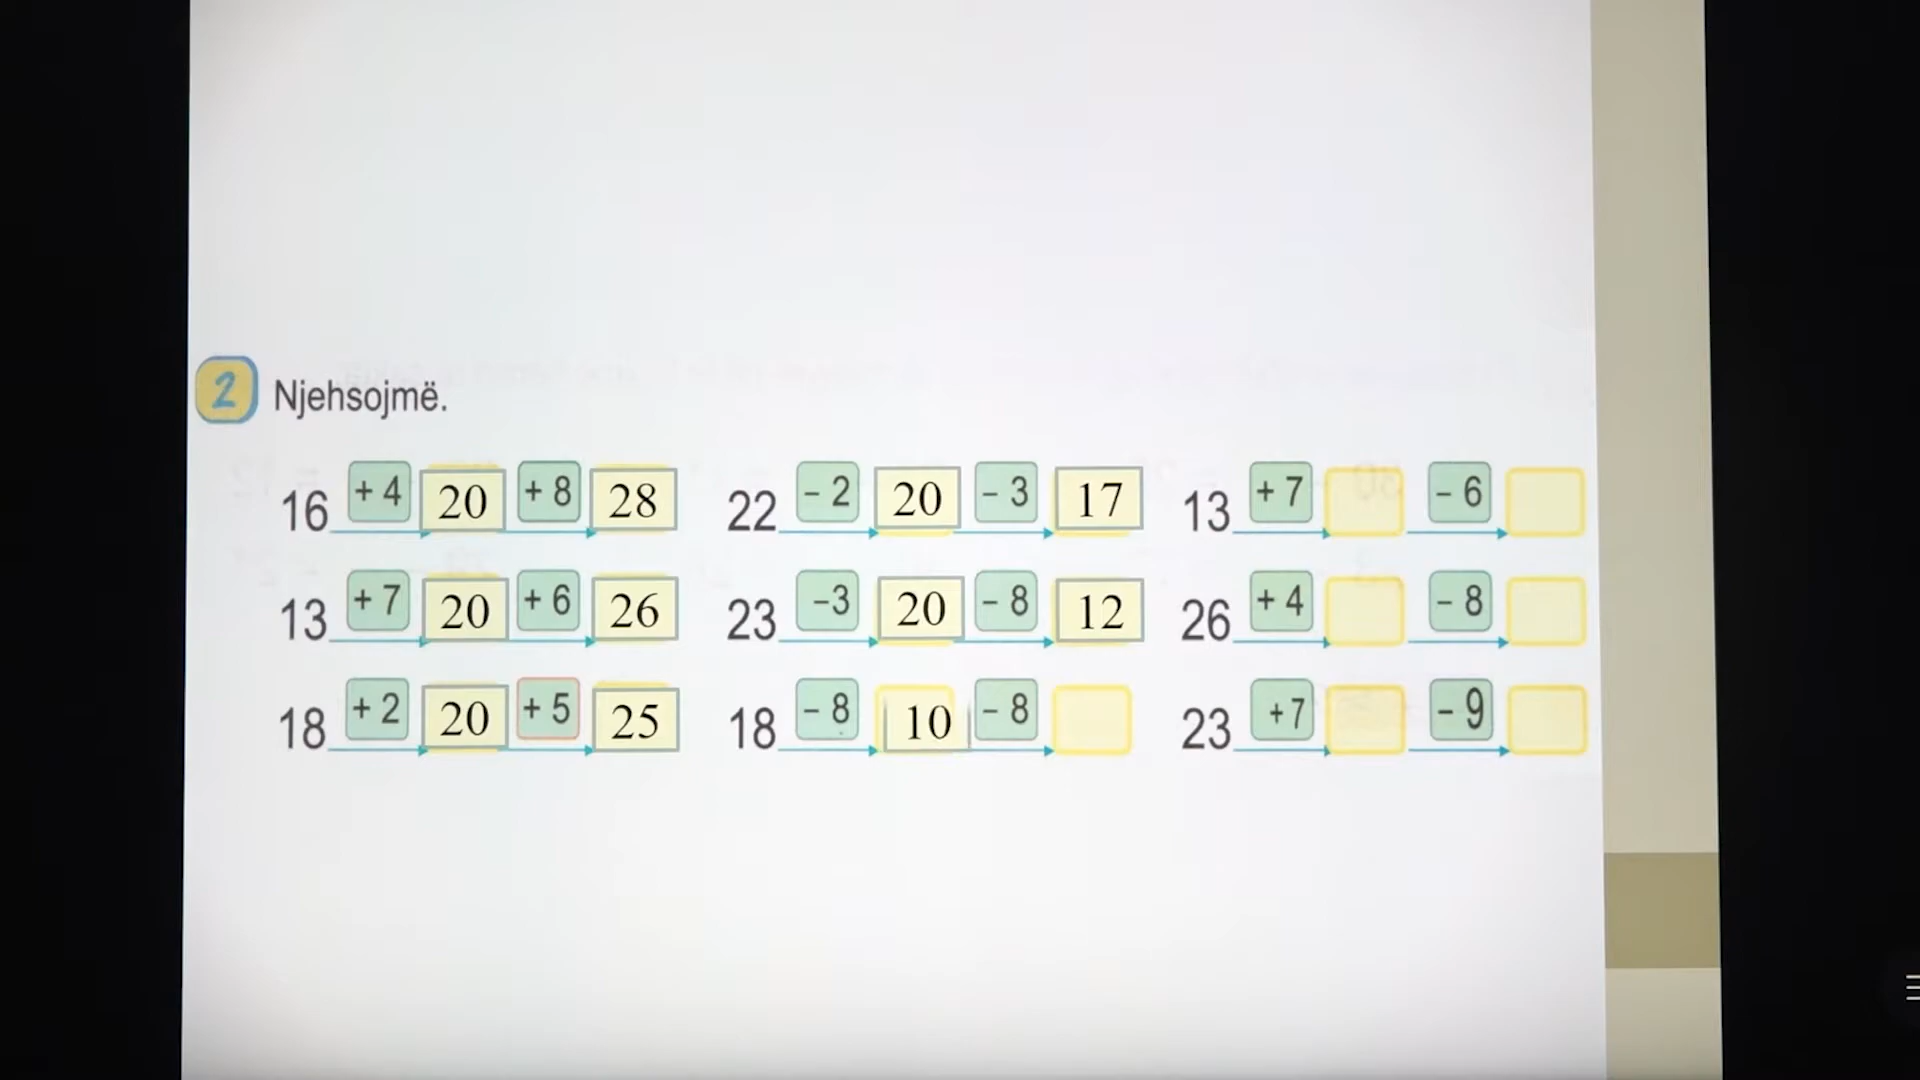 2 Njehsojmë.
16 + 4 20 + 8 28 22 – 2 20 – 3 17 13 + 7 – 6
13 + 7 20 + 6 26 23 –3 20 – 8 12 26 + 4 – 8
18 + 2 20 + 5 25 18 – 8 10 – 8 23 +7 – 9